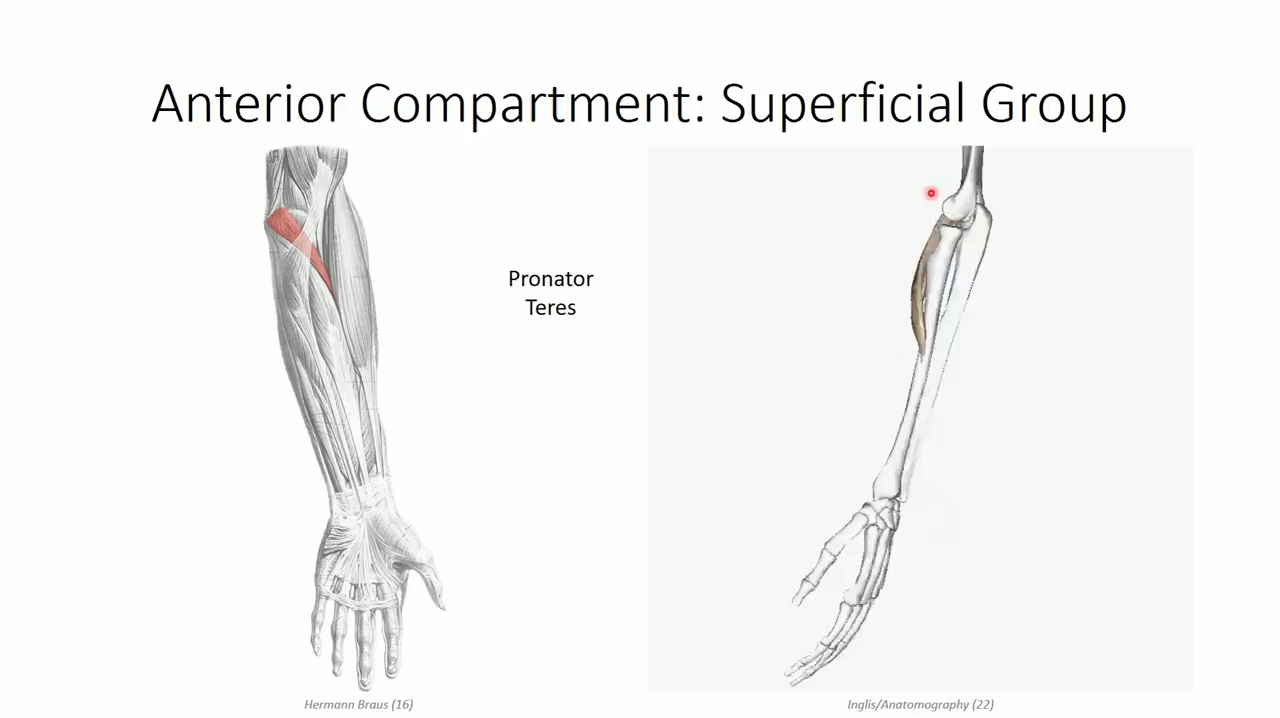 Anterior Compartment: Superficial Group
Pronator
Teres
Hermann Braus (16)
Inglis/Anatomography (22)